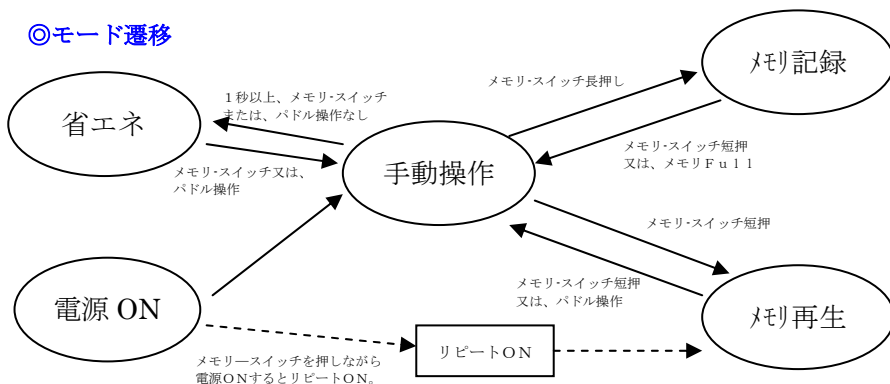 ◎モード遷移
メモリ記録
メモリ-スイッチ長押し
１秒以上、メモリ-スイッチ
または、パドル操作なし
省エネ
メモリ-スイッチ短押
又は、メモリＦｕｌｌ
メモリ-スイッチ又は、
パドル操作
手動操作
メモリ-スイッチ短押
メモリ-スイッチ短押
又は、パドル操作
電源 ON
メモリ再生
リピートＯＮ
メモリ―スイッチを押しながら
電源ＯＮするとリピートＯＮ。